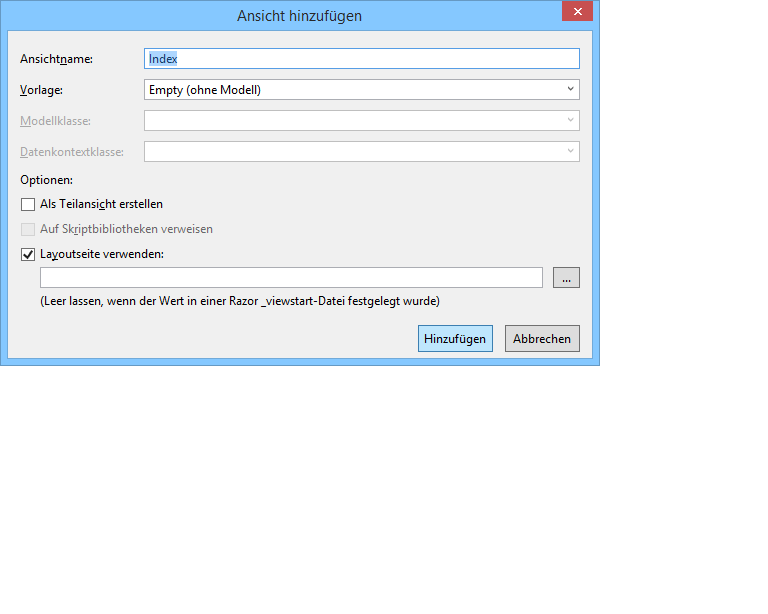 Ansicht hinzufügen
Ansichtname: Index
Vorlage: Empty (ohne Modell)
Modellklasse:
Datenkontextklasse:
Optionen:
Als Teilansicht erstellen
Auf Skriptbibliotheken verweisen
Layoutseite verwenden:
...
(Leer lassen, wenn der Wert in einer Razor _viewstart-Datei festgelegt wurde)
Hinzufügen Abbrechen